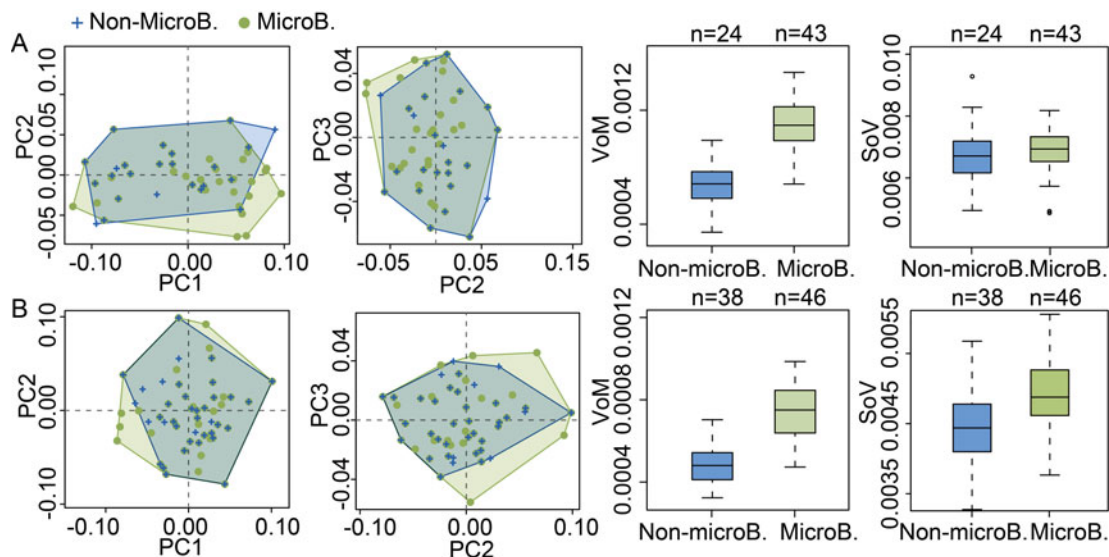 + Non-MicroB. ● MicroB.
A
PC2
0.10
0.05
0.00
0.05
-0.10
-0.10 0.00 0.10
PC1
PC3
0.04
0.00
-0.04
-0.05 0.05 0.15
PC2
n=24 n=43
VoM
0.0012
0.0004
Non-microB. MicroB.
n=24 n=43
SoV
0.010
0.008
0.006
Non-microB. MicroB.
B
PC2
0.10
0.00
-0.10
-0.10 0.00 0.10
PC1
PC3
0.04
0.00
-0.04
0.00 0.10
PC2
n=38 n=46
VoM
0.0012
0.0008
0.0004
Non-microB. MicroB.
n=38 n=46
SoV
0.0055
0.0045
0.0035
Non-microB. MicroB.